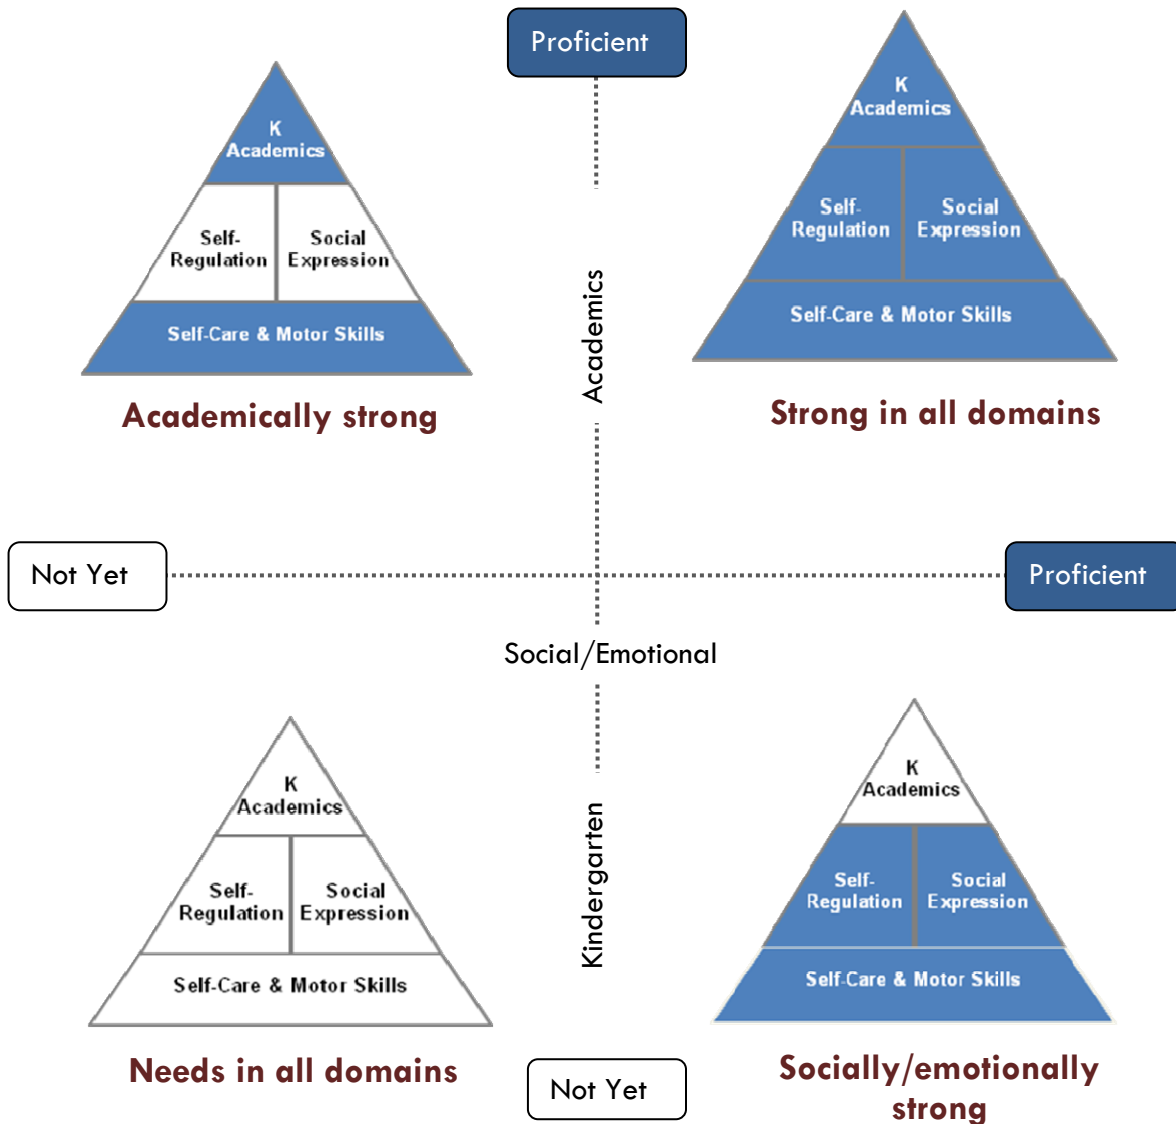 Proficient
K
Academics
Self-
Regulation
Social
Expression
Self-Care & Motor Skills
Academically strong
K
Academics
Self-
Regulation
Social
Expression
Self-Care & Motor Skills
Strong in all domains
Academics
Not Yet
Proficient
Social/Emotional
Kindergarten
K
Academics
Self-
Regulation
Social
Expression
Self-Care & Motor Skills
Needs in all domains
K
Academics
Self-
Regulation
Social
Expression
Self-Care & Motor Skills
Socially/emotionally
strong
Not Yet